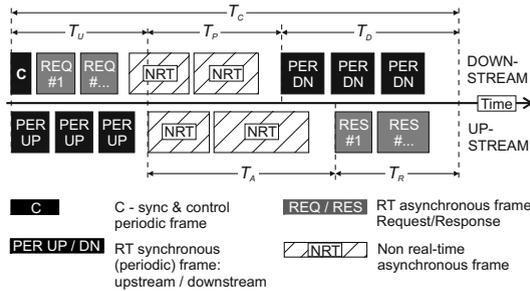 T_C
T_U T_P T_D
C REQ #1 REQ #... NRT NRT PER DN PER DN PER DN DOWN-STREAM
Time
PER UP PER UP PER UP NRT NRT RES #1 RES #... UP-STREAM
T_A T_R
C C - sync & control periodic frame
REQ / RES RT asynchronous frame Request/Response
PER UP / DN RT synchronous (periodic) frame: upstream / downstream
NRT Non real-time asynchronous frame